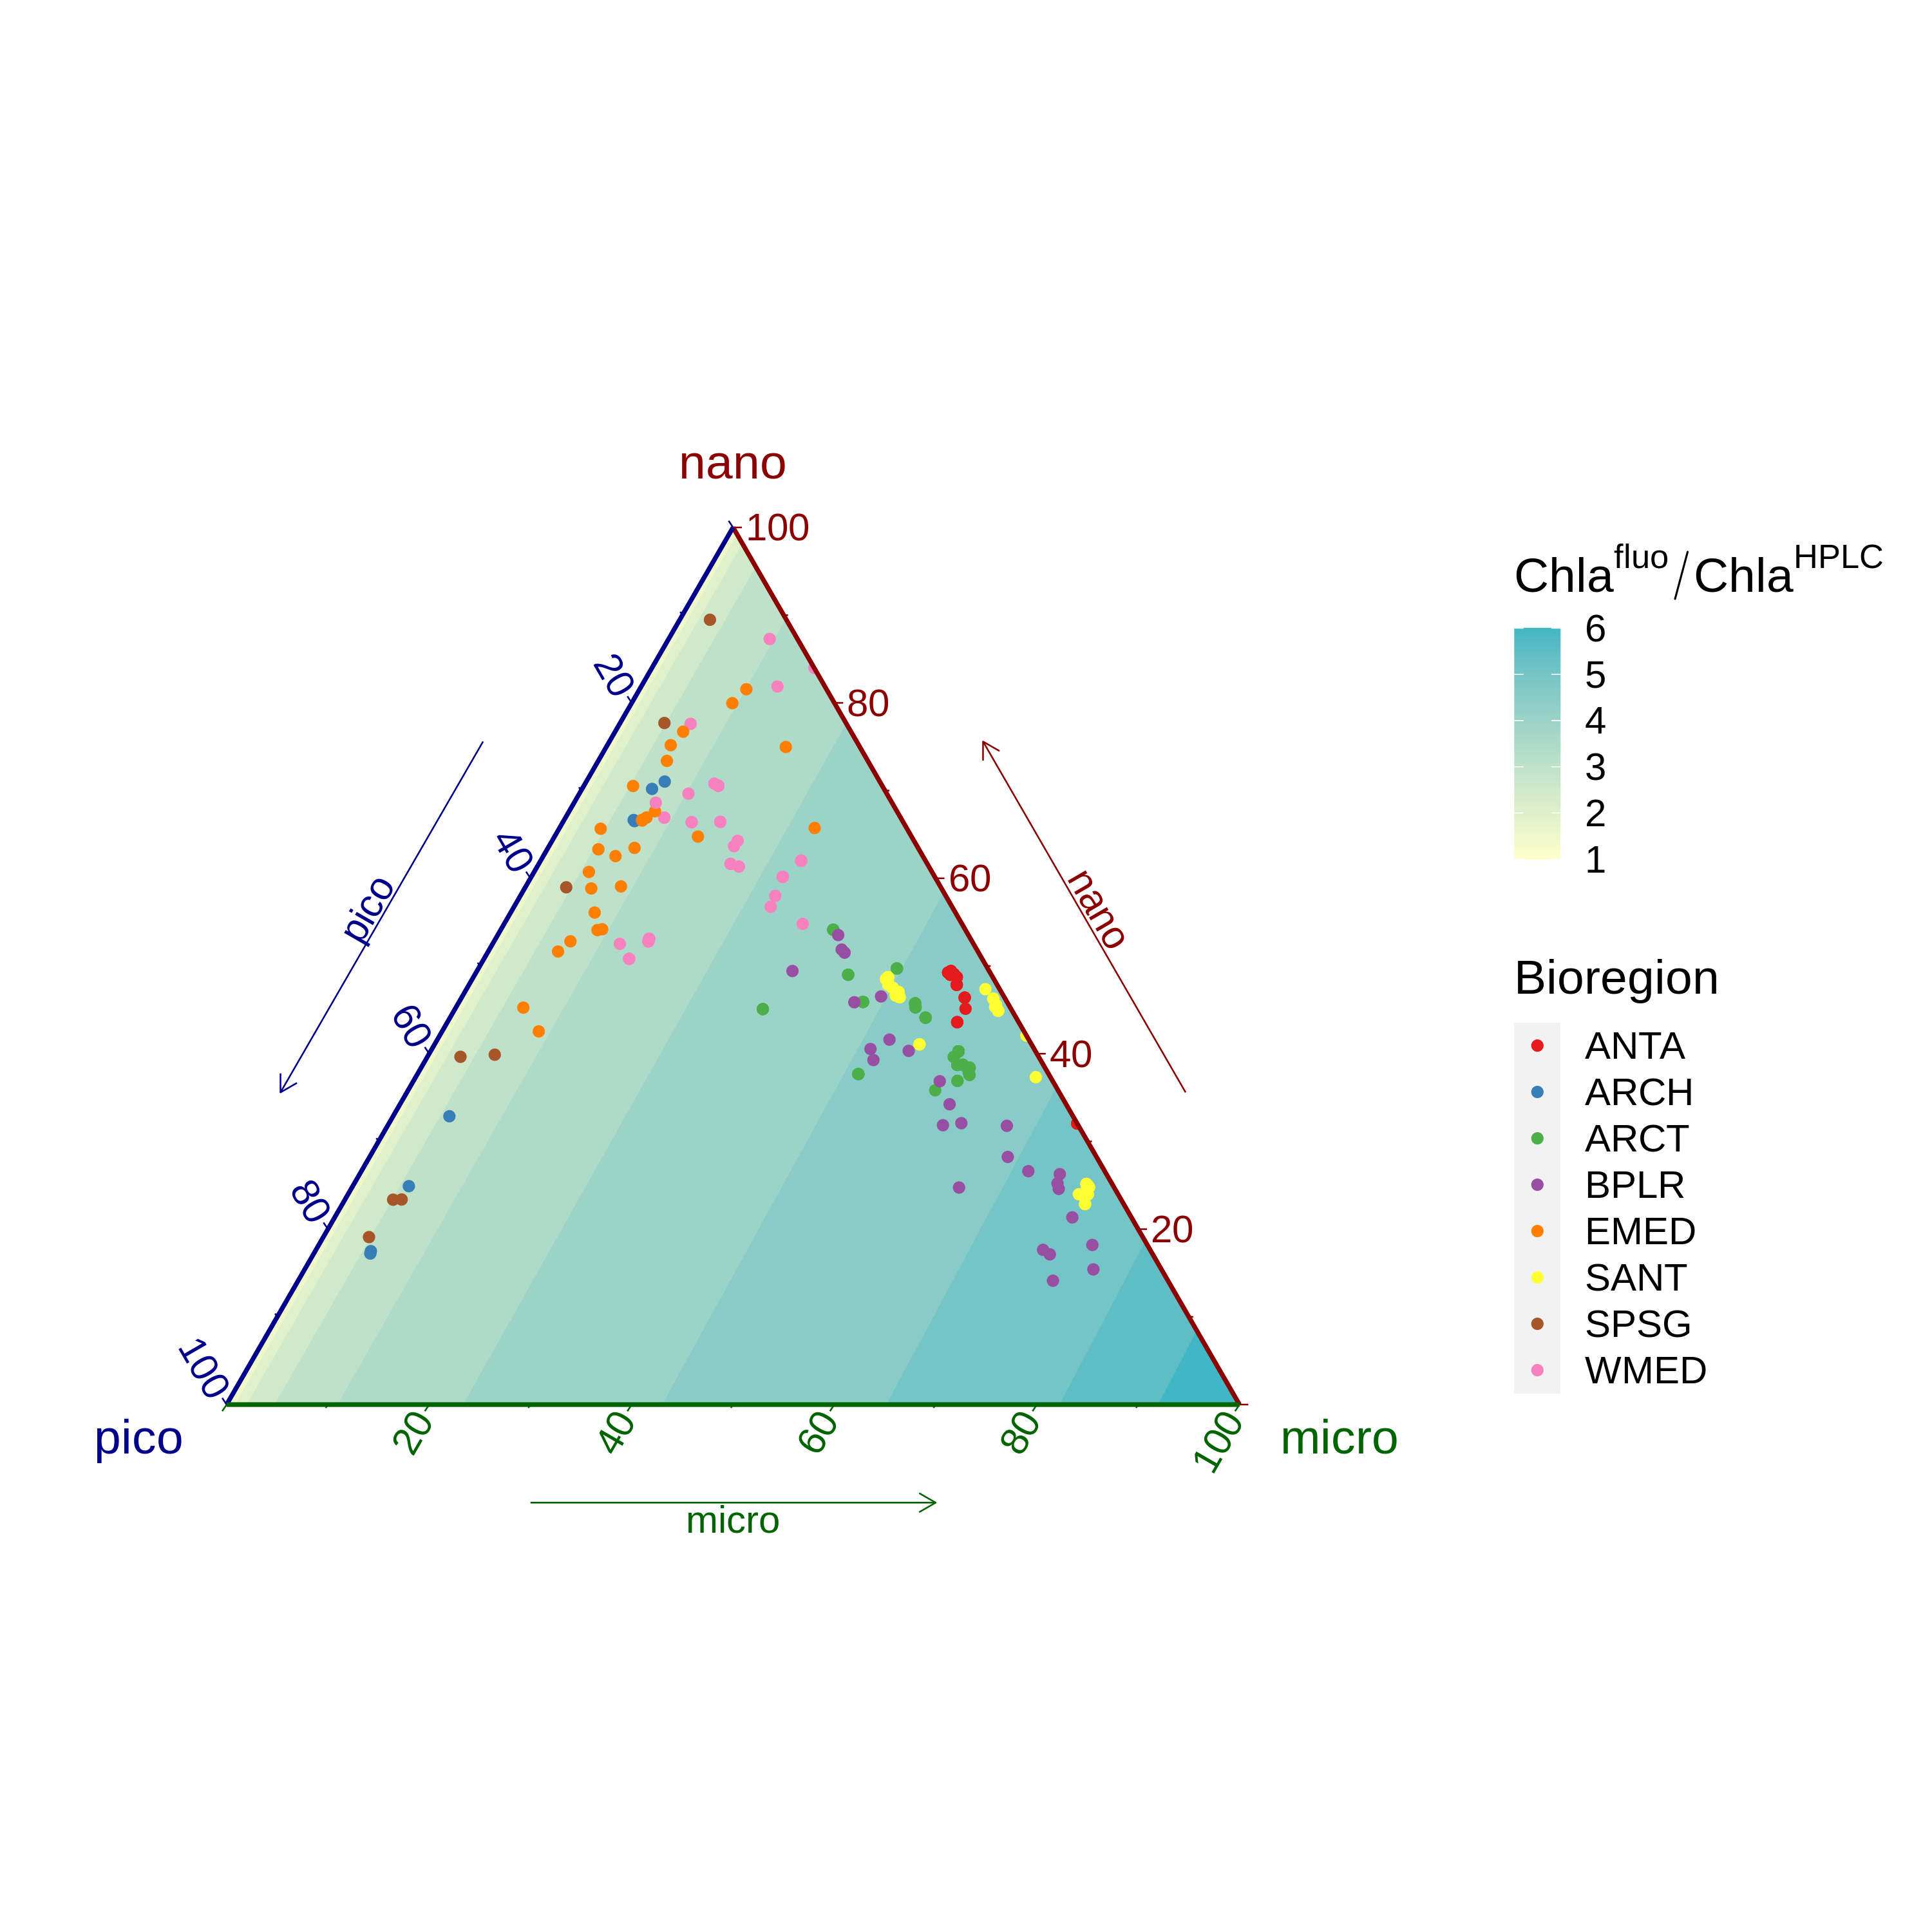 nano
100
80
60
40
20
nano
20
40
60
80
100
pico
pico
20
40
60
80
100
micro
micro
Chla^fluo/Chla^HPLC
6
5
4
3
2
1
Bioregion
ANTA
ARCH
ARCT
BPLR
EMED
SANT
SPSG
WMED